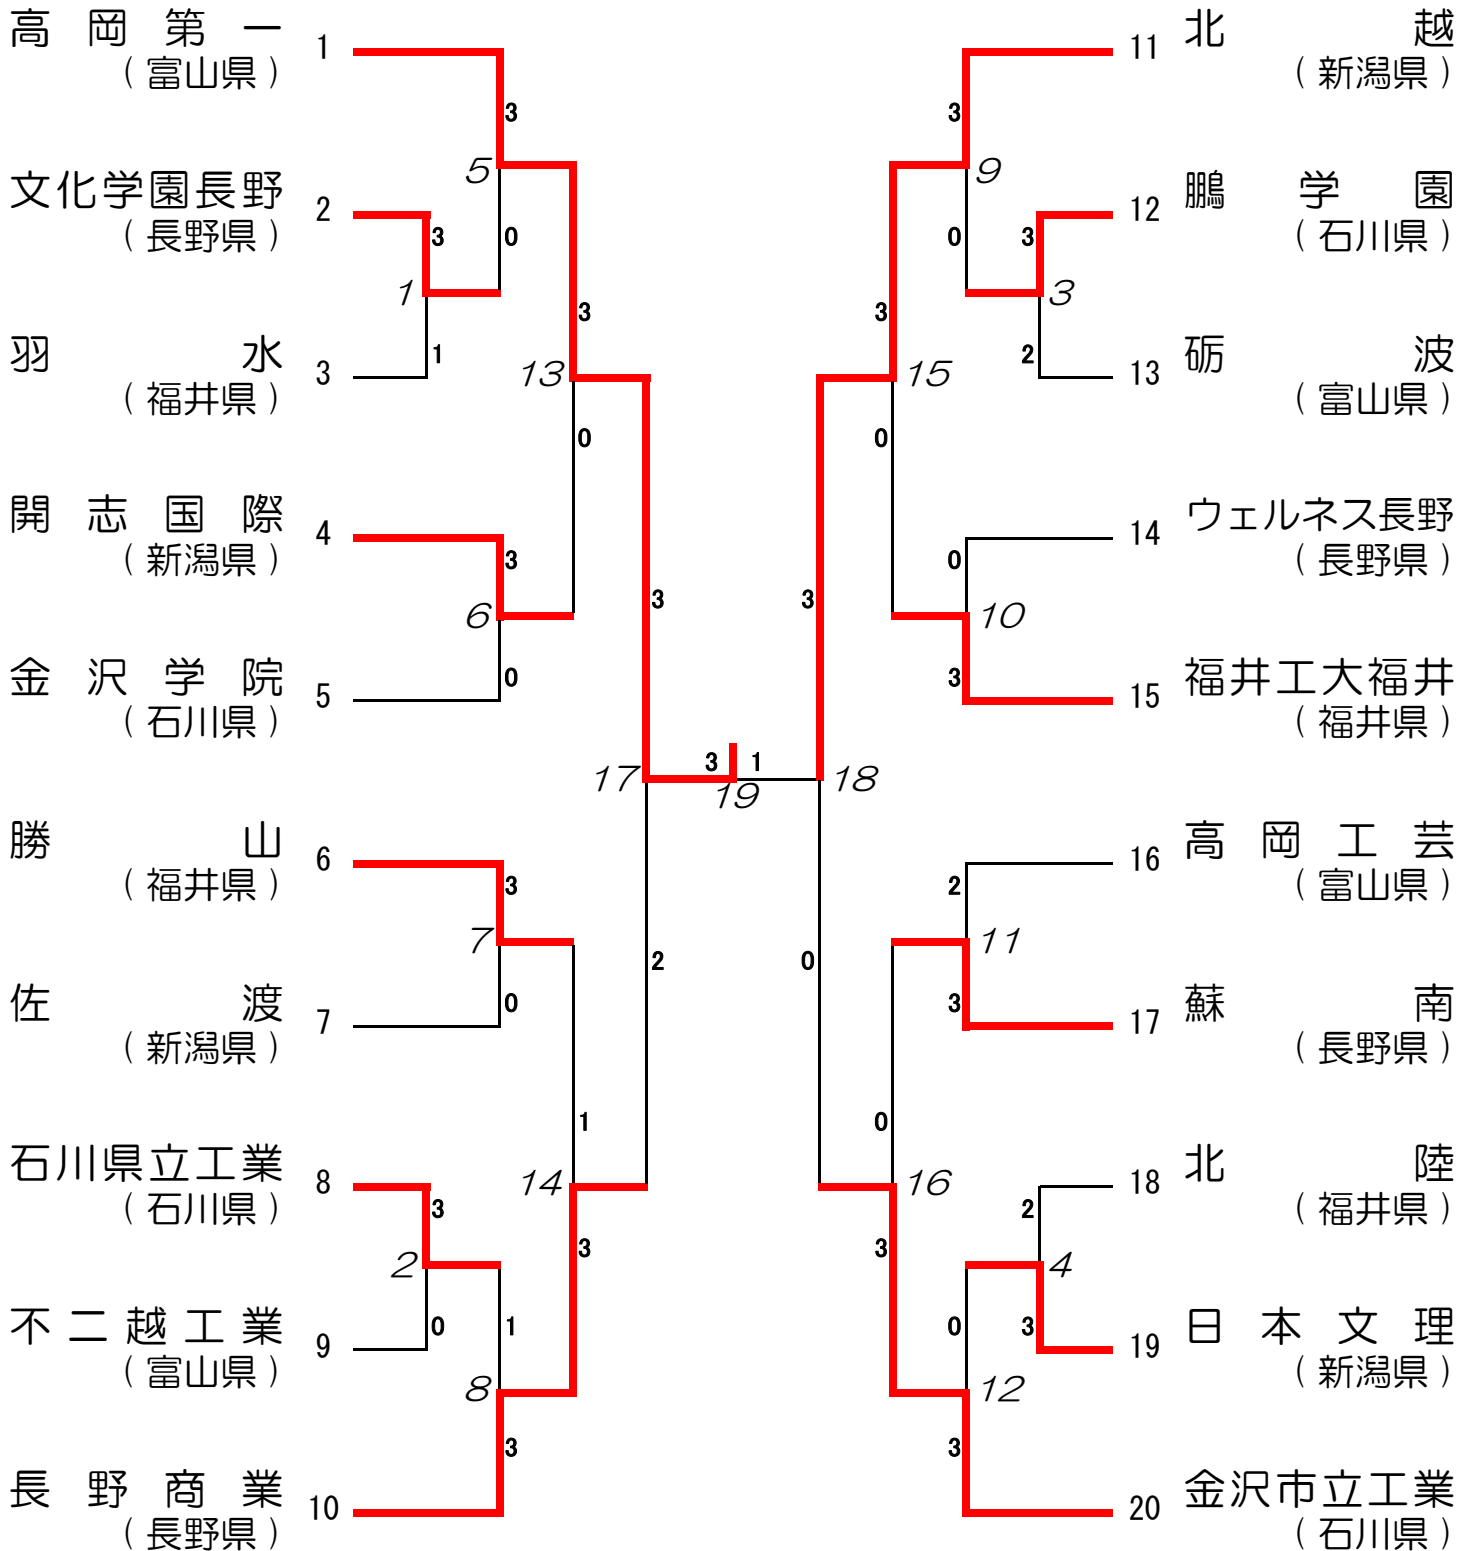 高岡第一 1
(富山県)
3
5
文化学園長野 2
(長野県)
3
0
1
羽水 3
(福井県)
1
3
13
0
開志国際 4
(新潟県)
3
6
金沢学院 5
(石川県)
0
3
17
勝山 6
(福井県)
3
7
佐渡 7
(新潟県)
0
2
1
石川県立工業 8
(石川県)
14
3
3
2
不二越工業 9
(富山県)
0
1
8
長野商業 10
(長野県)
3
3 1
19
11 北越
(新潟県)
3
9
12 鵬学園
(石川県)
0
3
3
13 砺波
(富山県)
2
3
15
0
14 ウェルネス長野
(長野県)
0
10
15 福井工大福井
(福井県)
3
3
18
16 高岡工芸
(富山県)
2
11
17 蘇南
(長野県)
3
0
0
18 北陸
(福井県)
16
2
3
4
19 日本文理
(新潟県)
0
3
12
20 金沢市立工業
(石川県)
3